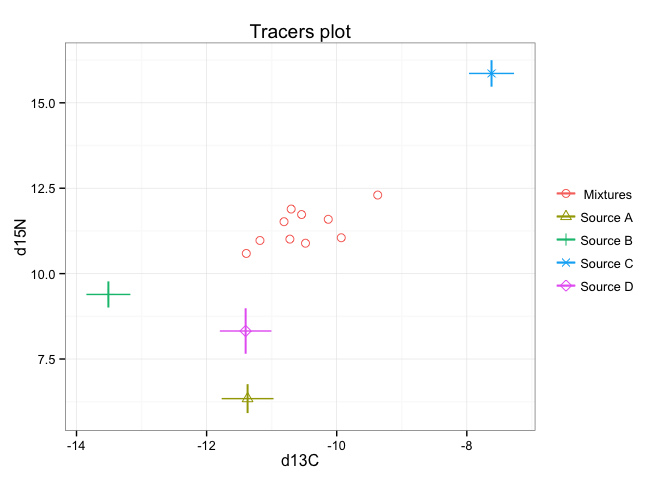 Tracers plot
15.0
12.5
10.0
7.5
d15N
-14
-12
-10
-8
d13C
Mixtures
Source A
Source B
Source C
Source D